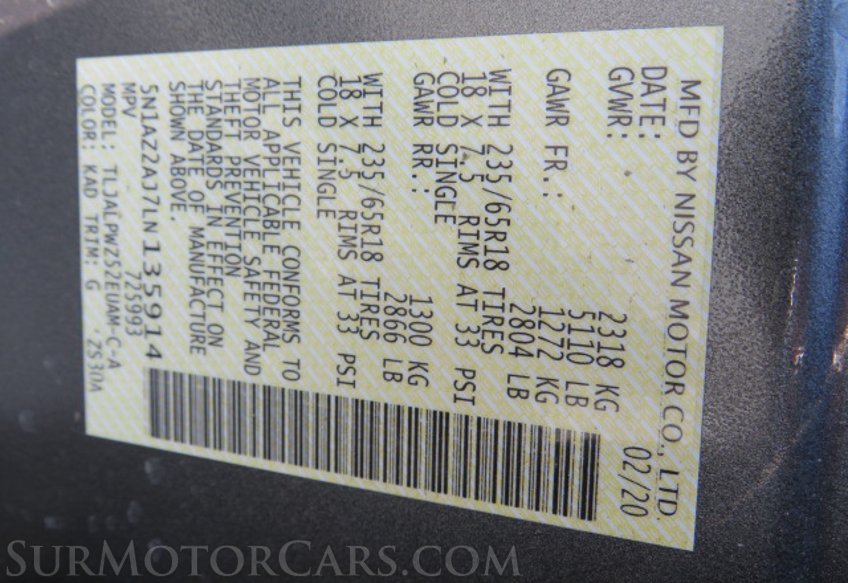 MFD BY NISSAN MOTOR CO., LTD.
DATE: 02/20
GVWR: 2318 KG
5110 LB
GAWR FR.: 1272 KG
2804 LB
WITH 235/65R18 TIRES
18 X 7.5 RIMS AT 33 PSI
COLD SINGLE
GAWR RR.: 1300 KG
2866 LB
WITH 235/65R18 TIRES
18 X 7.5 RIMS AT 33 PSI
COLD SINGLE
THIS VEHICLE CONFORMS TO
ALL APPLICABLE FEDERAL
MOTOR VEHICLE SAFETY AND
THEFT PREVENTION
STANDARDS IN EFFECT ON
THE DATE OF MANUFACTURE
SHOWN ABOVE.
5N1AZ2AJ7LN135914
MPV 725993
MODEL: TLJALPWZ52EUAM-C-A
COLOR: KAD TRIM: G ZS30A
SurMotorCars.com